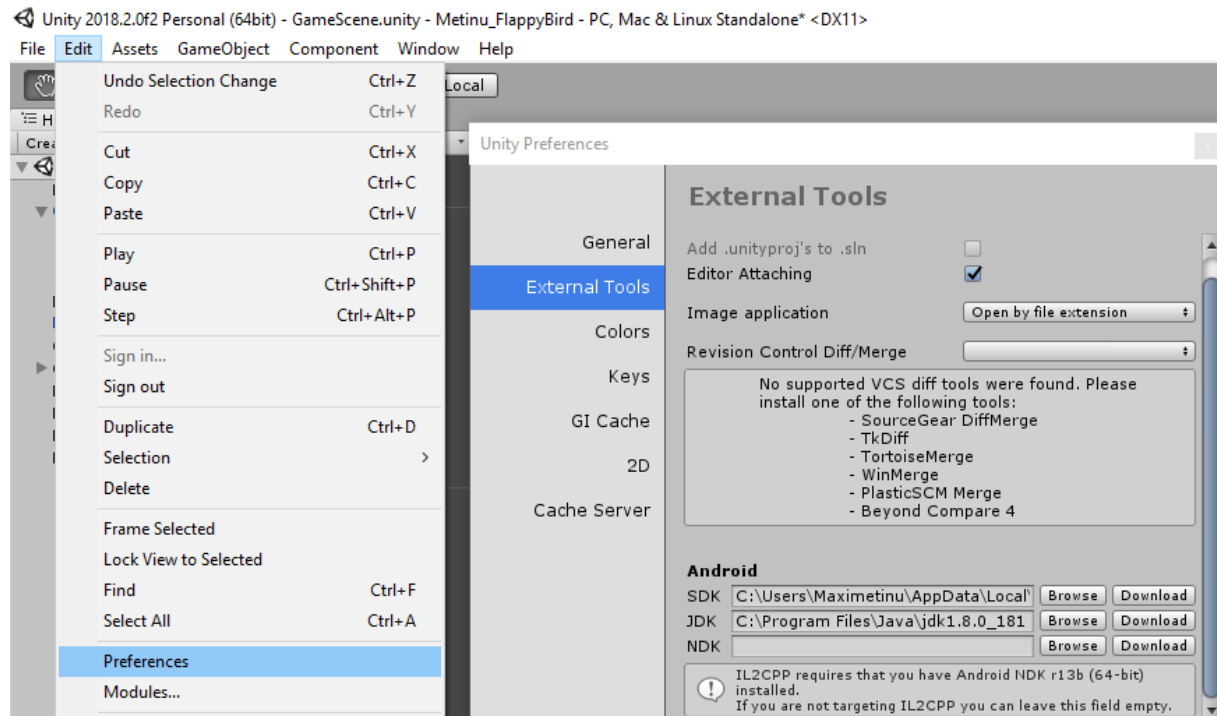 Unity 2018.2.0f2 Personal (64bit) - GameScene.unity - Metinu_FlappyBird - PC, Mac & Linux Standalone* <DX11>
File Edit Assets GameObject Component Window Help
Undo Selection Change Ctrl+Z
Redo Ctrl+Y
Cut Ctrl+X
Copy Ctrl+C
Paste Ctrl+V
Play Ctrl+P
Pause Ctrl+Shift+P
Step Ctrl+Alt+P
Sign in...
Sign out
Duplicate Ctrl+D
Selection
Delete
Frame Selected
Lock View to Selected
Find Ctrl+F
Select All Ctrl+A
Preferences
Modules...
Local
Unity Preferences
General
External Tools
Colors
Keys
GI Cache
2D
Cache Server
External Tools
Add .unityproj's to .sln
Editor Attaching
Image application Open by file extension
Revision Control Diff/Merge
No supported VCS diff tools were found. Please
install one of the following tools:
- SourceGear DiffMerge
- TkDiff
- TortoiseMerge
- WinMerge
- PlasticSCM Merge
- Beyond Compare 4
Android
SDK C:\Users\Maximetinu\AppData\Local\ Browse Download
JDK C:\Program Files\Java\jdk1.8.0_181 Browse Download
NDK Browse Download
IL2CPP requires that you have Android NDK r13b (64-bit)
installed.
If you are not targeting IL2CPP you can leave this field empty.